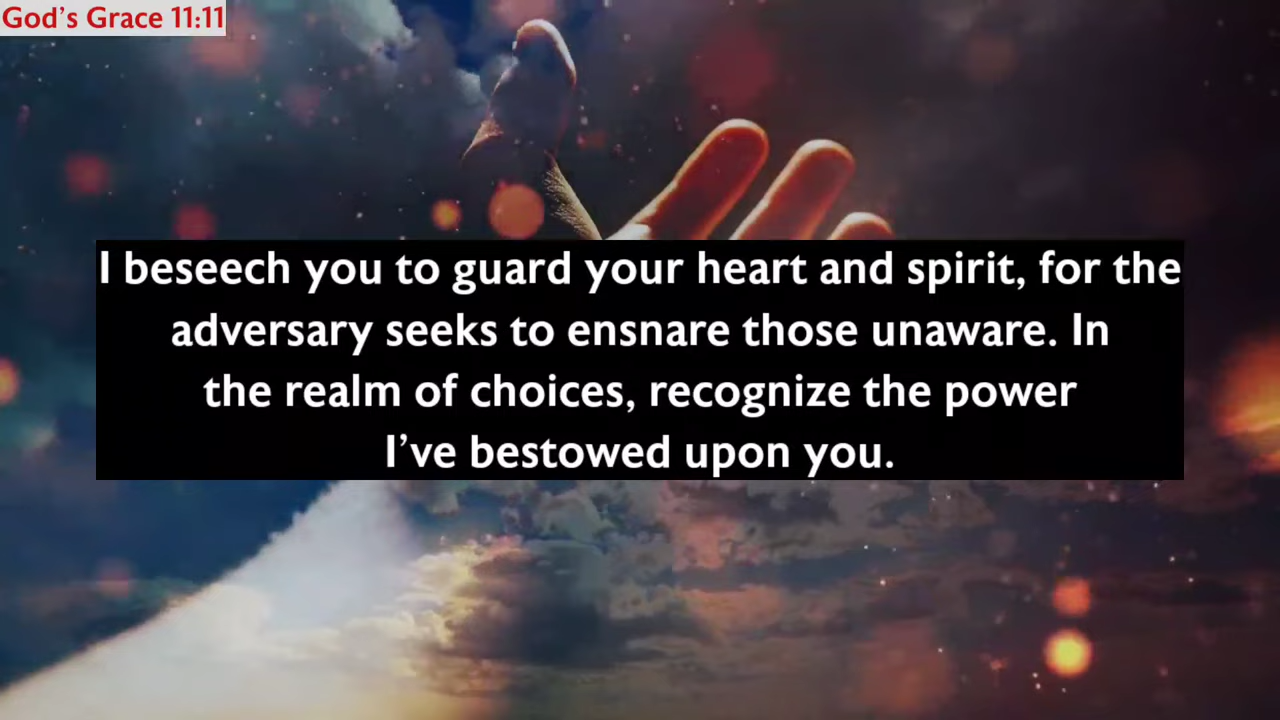 God's Grace 11:11
I beseech you to guard your heart and spirit, for the
adversary seeks to ensnare those unaware. In
the realm of choices, recognize the power
I've bestowed upon you.